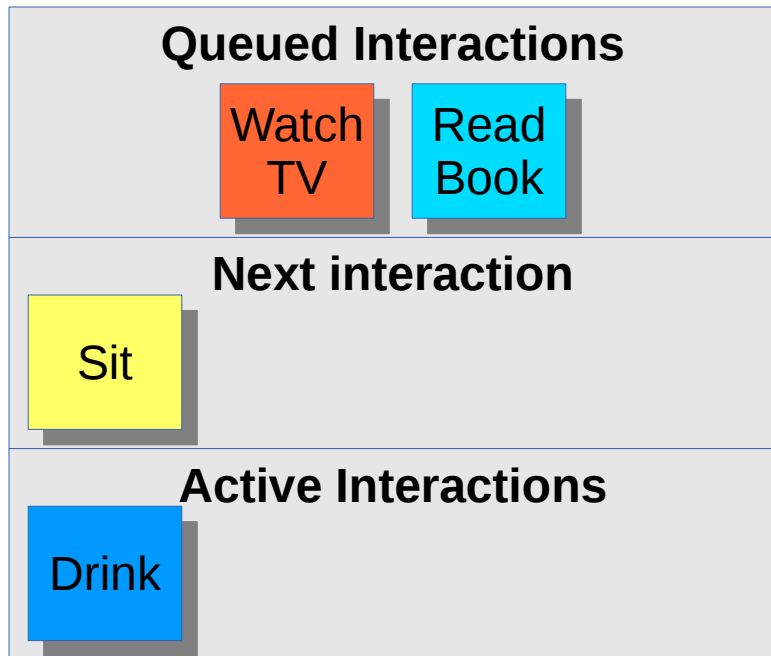 Queued Interactions
Watch
TV
Read
Book
Next interaction
Sit
Active Interactions
Drink